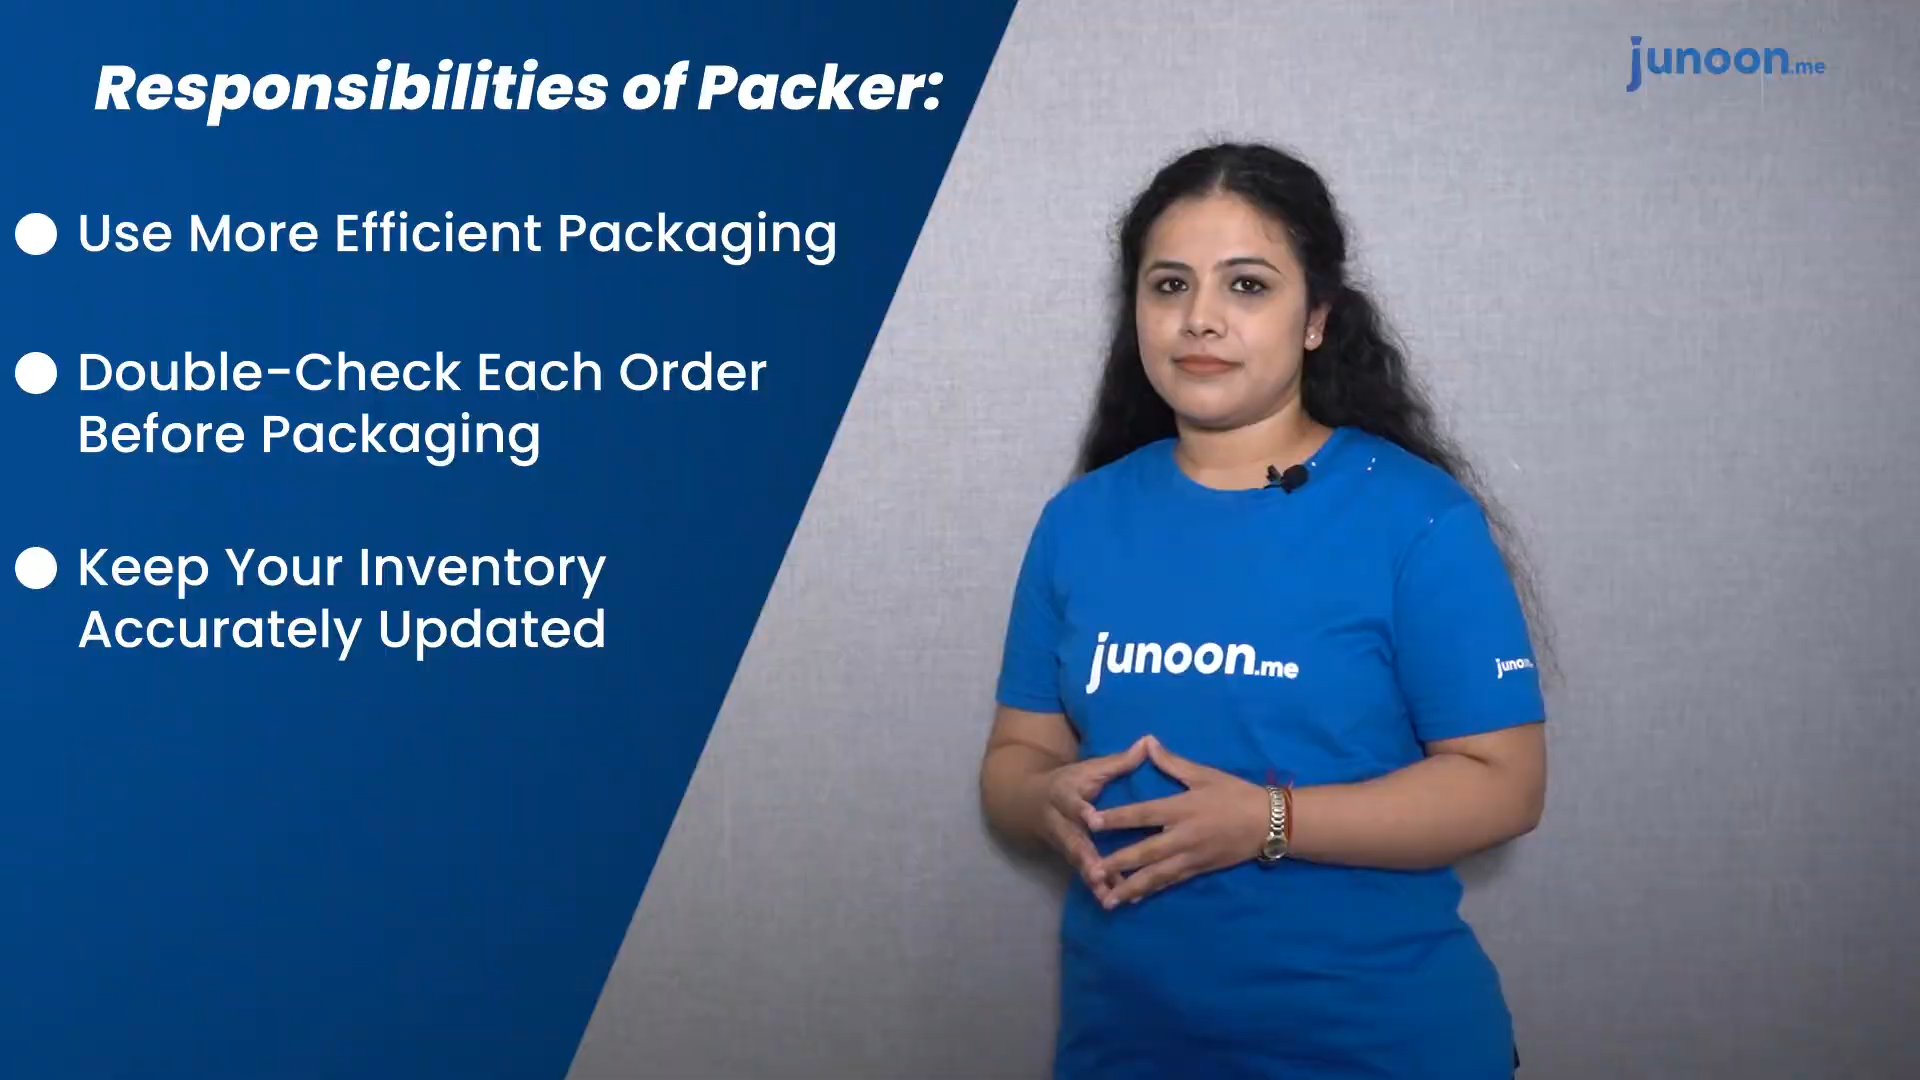 Responsibilities of Packer:
Use More Efficient Packaging
Double-Check Each Order
Before Packaging
Keep Your Inventory
Accurately Updated
junoon.me
junoon.me